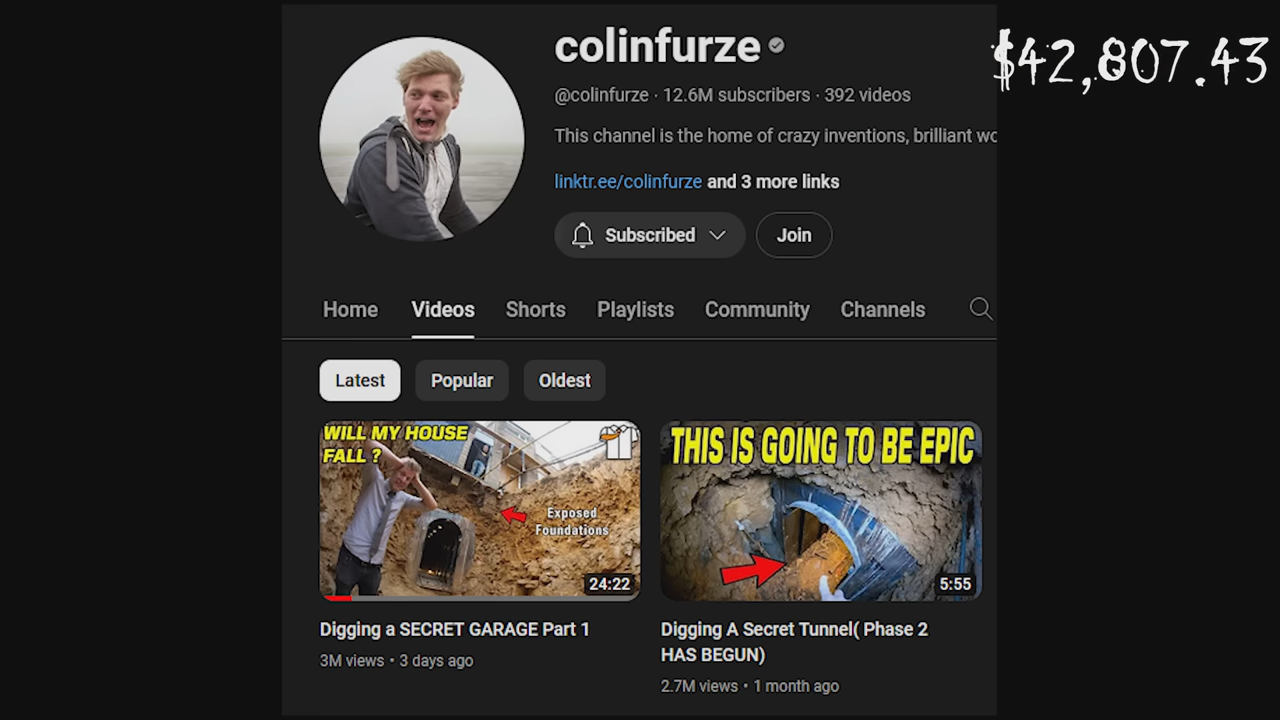 colinfurze
$42,807.43
@colinfurze · 12.6M subscribers · 392 videos
This channel is the home of crazy inventions, brilliant wo
linktr.ee/colinfurze and 3 more links
Subscribed
Join
Home Videos Shorts Playlists Community Channels
Latest Popular Oldest
WILL MY HOUSE
FALL ?
Exposed
Foundations
24:22
THIS IS GOING TO BE EPIC
5:55
Digging a SECRET GARAGE Part 1
3M views • 3 days ago
Digging A Secret Tunnel( Phase 2
HAS BEGUN)
2.7M views • 1 month ago